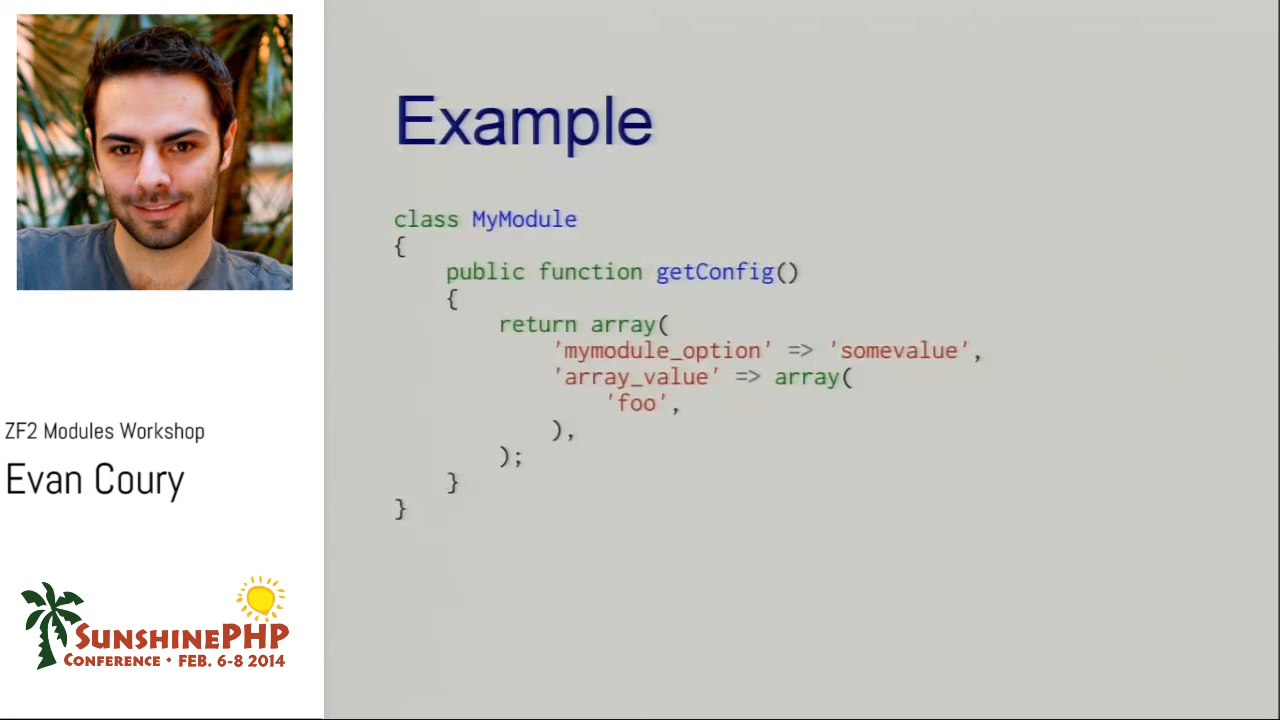 Example
class MyModule
{
    public function getConfig()
    {
        return array(
            'mymodule_option' => 'somevalue',
            'array_value' => array(
                'foo',
            ),
        );
    }
}
ZF2 Modules Workshop
Evan Coury
SUNSHINEPHP
CONFERENCE • FEB. 6-8 2014